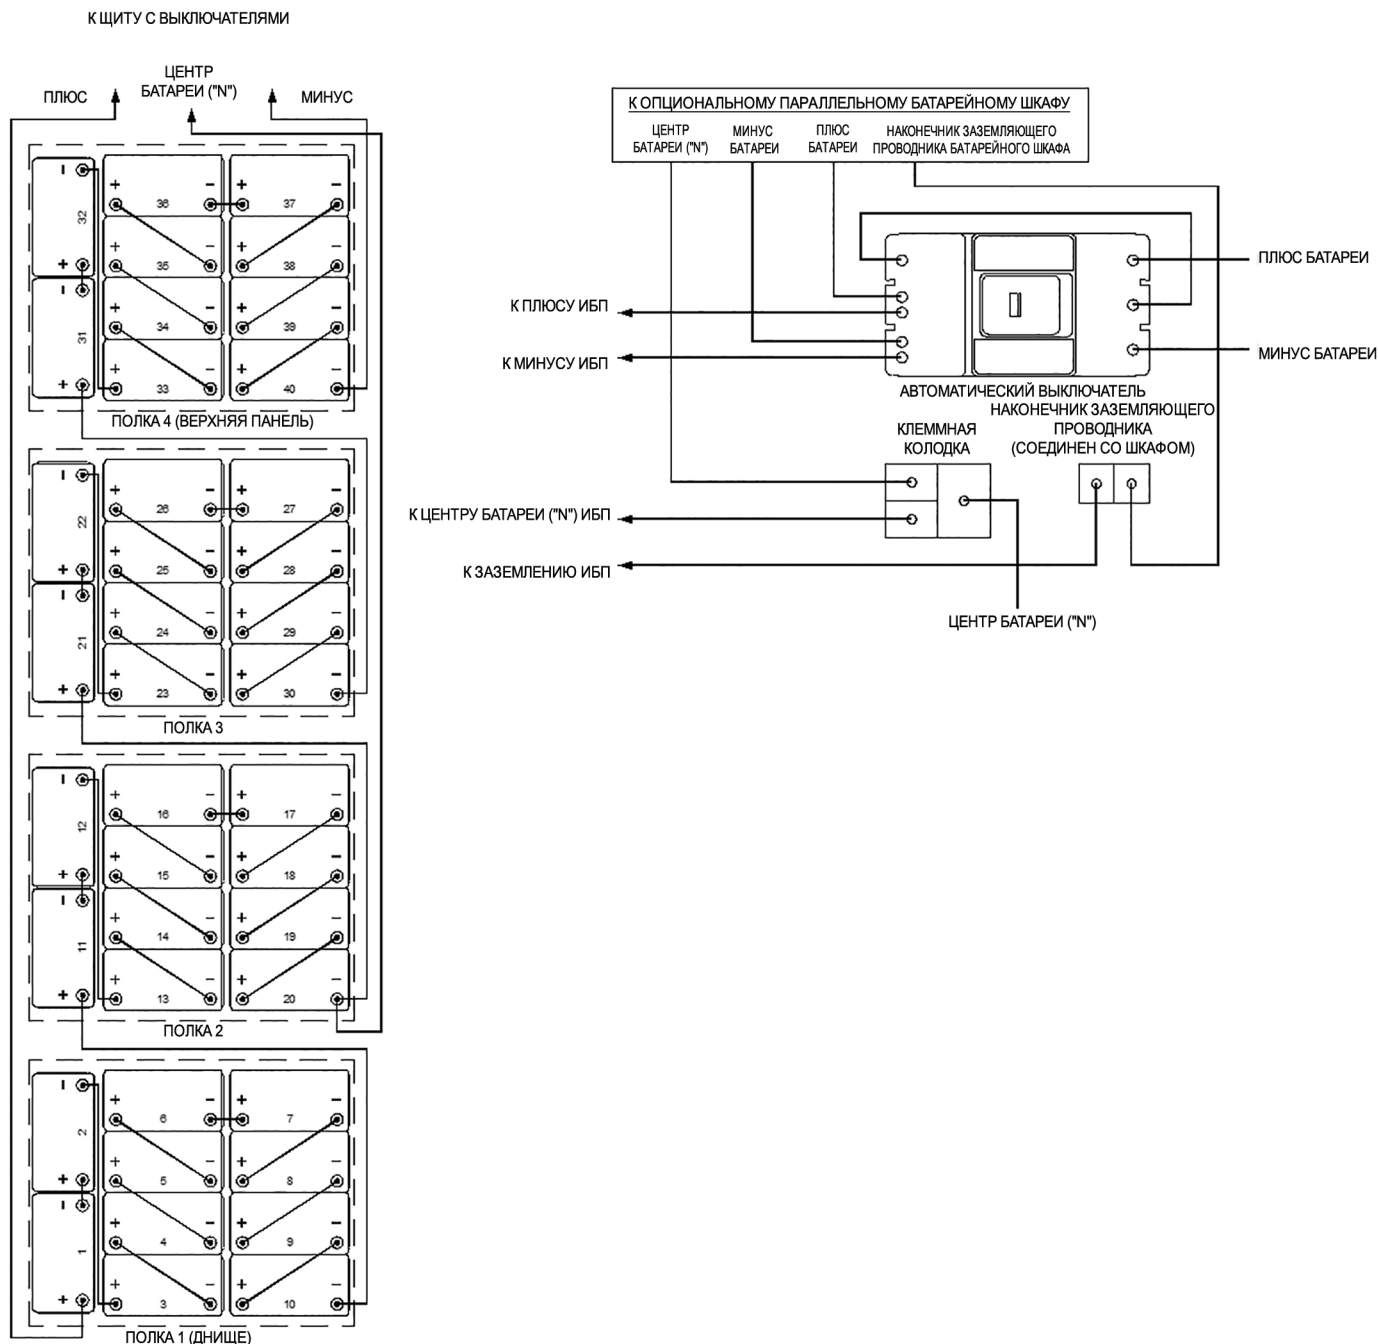 К ЩИТУ С ВЫКЛЮЧАТЕЛЯМИ
ЦЕНТР
БАТАРЕИ ("N")
ПЛЮС
МИНУС
- 32 +
- 31 +
+ 36 -
+ 37 -
+ 35 -
+ 38 -
+ 34 -
+ 39 -
+ 33 -
+ 40 -
ПОЛКА 4 (ВЕРХНЯЯ ПАНЕЛЬ)
- 22 +
- 21 +
+ 26 -
+ 27 -
+ 25 -
+ 28 -
+ 24 -
+ 29 -
+ 23 -
+ 30 -
ПОЛКА 3
- 12 +
- 11 +
+ 16 -
+ 17 -
+ 15 -
+ 18 -
+ 14 -
+ 19 -
+ 13 -
+ 20 -
ПОЛКА 2
- 2 +
- 1 +
+ 6 -
+ 7 -
+ 5 -
+ 8 -
+ 4 -
+ 9 -
+ 3 -
+ 10 -
ПОЛКА 1 (ДНИЩЕ)
К ОПЦИОНАЛЬНОМУ ПАРАЛЛЕЛЬНОМУ БАТАРЕЙНОМУ ШКАФУ
ЦЕНТР
БАТАРЕИ ("N")
МИНУС
БАТАРЕИ
ПЛЮС
БАТАРЕИ
НАКОНЕЧНИК ЗАЗЕМЛЯЮЩЕГО
ПРОВОДНИКА БАТАРЕЙНОГО ШКАФА
ПЛЮС БАТАРЕИ
К ПЛЮСУ ИБП
МИНУС БАТАРЕИ
К МИНУСУ ИБП
АВТОМАТИЧЕСКИЙ ВЫКЛЮЧАТЕЛЬ
НАКОНЕЧНИК ЗАЗЕМЛЯЮЩЕГО
ПРОВОДНИКА
(СОЕДИНЕН СО ШКАФОМ)
КЛЕММНАЯ
КОЛОДКА
К ЦЕНТРУ БАТАРЕИ ("N") ИБП
К ЗАЗЕМЛЕНИЮ ИБП
ЦЕНТР БАТАРЕИ ("N")